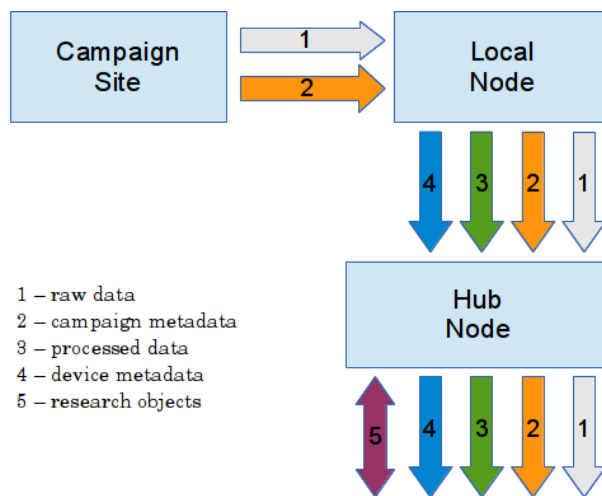 Campaign
Site
1
2
Local
Node
4 3 2 1
Hub
Node
1 – raw data
2 – campaign metadata
3 – processed data
4 – device metadata
5 – research objects
5 4 3 2 1